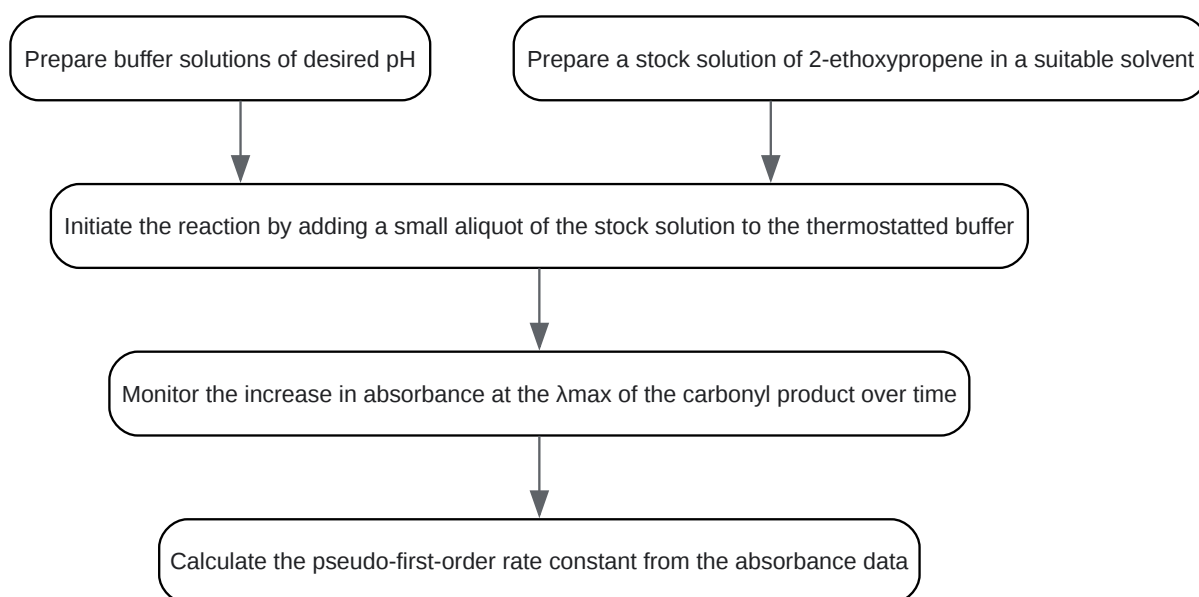 Prepare buffer solutions of desired pH
Prepare a stock solution of 2-ethoxypropene in a suitable solvent
Initiate the reaction by adding a small aliquot of the stock solution to the thermostatted buffer
Monitor the increase in absorbance at the λmax of the carbonyl product over time
Calculate the pseudo-first-order rate constant from the absorbance data